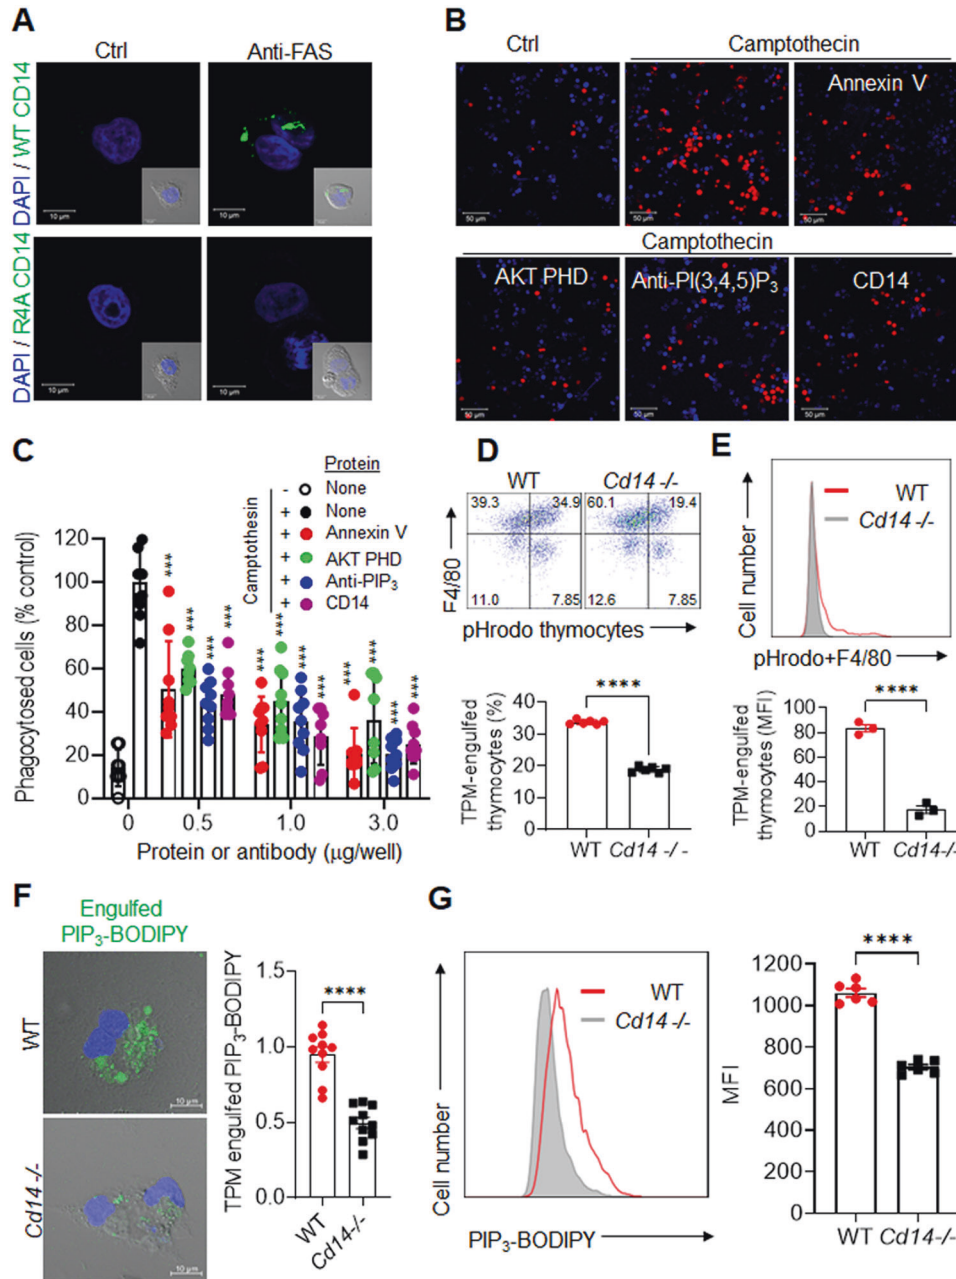 A
Ctrl
Anti-FAS
DAPI / WT CD14
10 µm
10 µm
DAPI / R4A CD14
10 µm
10 µm
B
Ctrl
Camptothecin
Annexin V
50 µm
50 µm
50 µm
Camptothecin
AKT PHD
Anti-PI(3,4,5)P3
CD14
50 µm
50 µm
50 µm
C
Protein
Camptothesin
- None
+ None
+ Annexin V
+ AKT PHD
+ Anti-PIP3
+ CD14
Phagocytosed cells (% control)
120
100
80
60
40
20
0
***
***
***
***
***
***
***
***
***
***
***
***
0 0.5 1.0 3.0
Protein or antibody (µg/well)
D
WT Cd14 -/-
39.3 34.9 60.1 19.4
11.0 7.85 12.6 7.85
F4/80
pHrodo thymocytes
****
TPM-engulfed
thymocytes (%)
40
30
20
10
0
WT Cd14 -/-
E
WT
Cd14 -/-
Cell number
pHrodo+F4/80
****
TPM-engulfed
thymocytes (MFI)
100
80
60
40
20
0
WT Cd14-/-
F
Engulfed
PIP3-BODIPY
WT
10 µm
Cd14 -/-
10 µm
TPM engulfed PIP3-BODIPY
1.5
1.0
0.5
0.0
****
WT
Cd14-/-
G
WT
Cd14 -/-
Cell number
PIP3-BODIPY
****
MFI
1200
1000
800
600
400
200
0
WT Cd14-/-